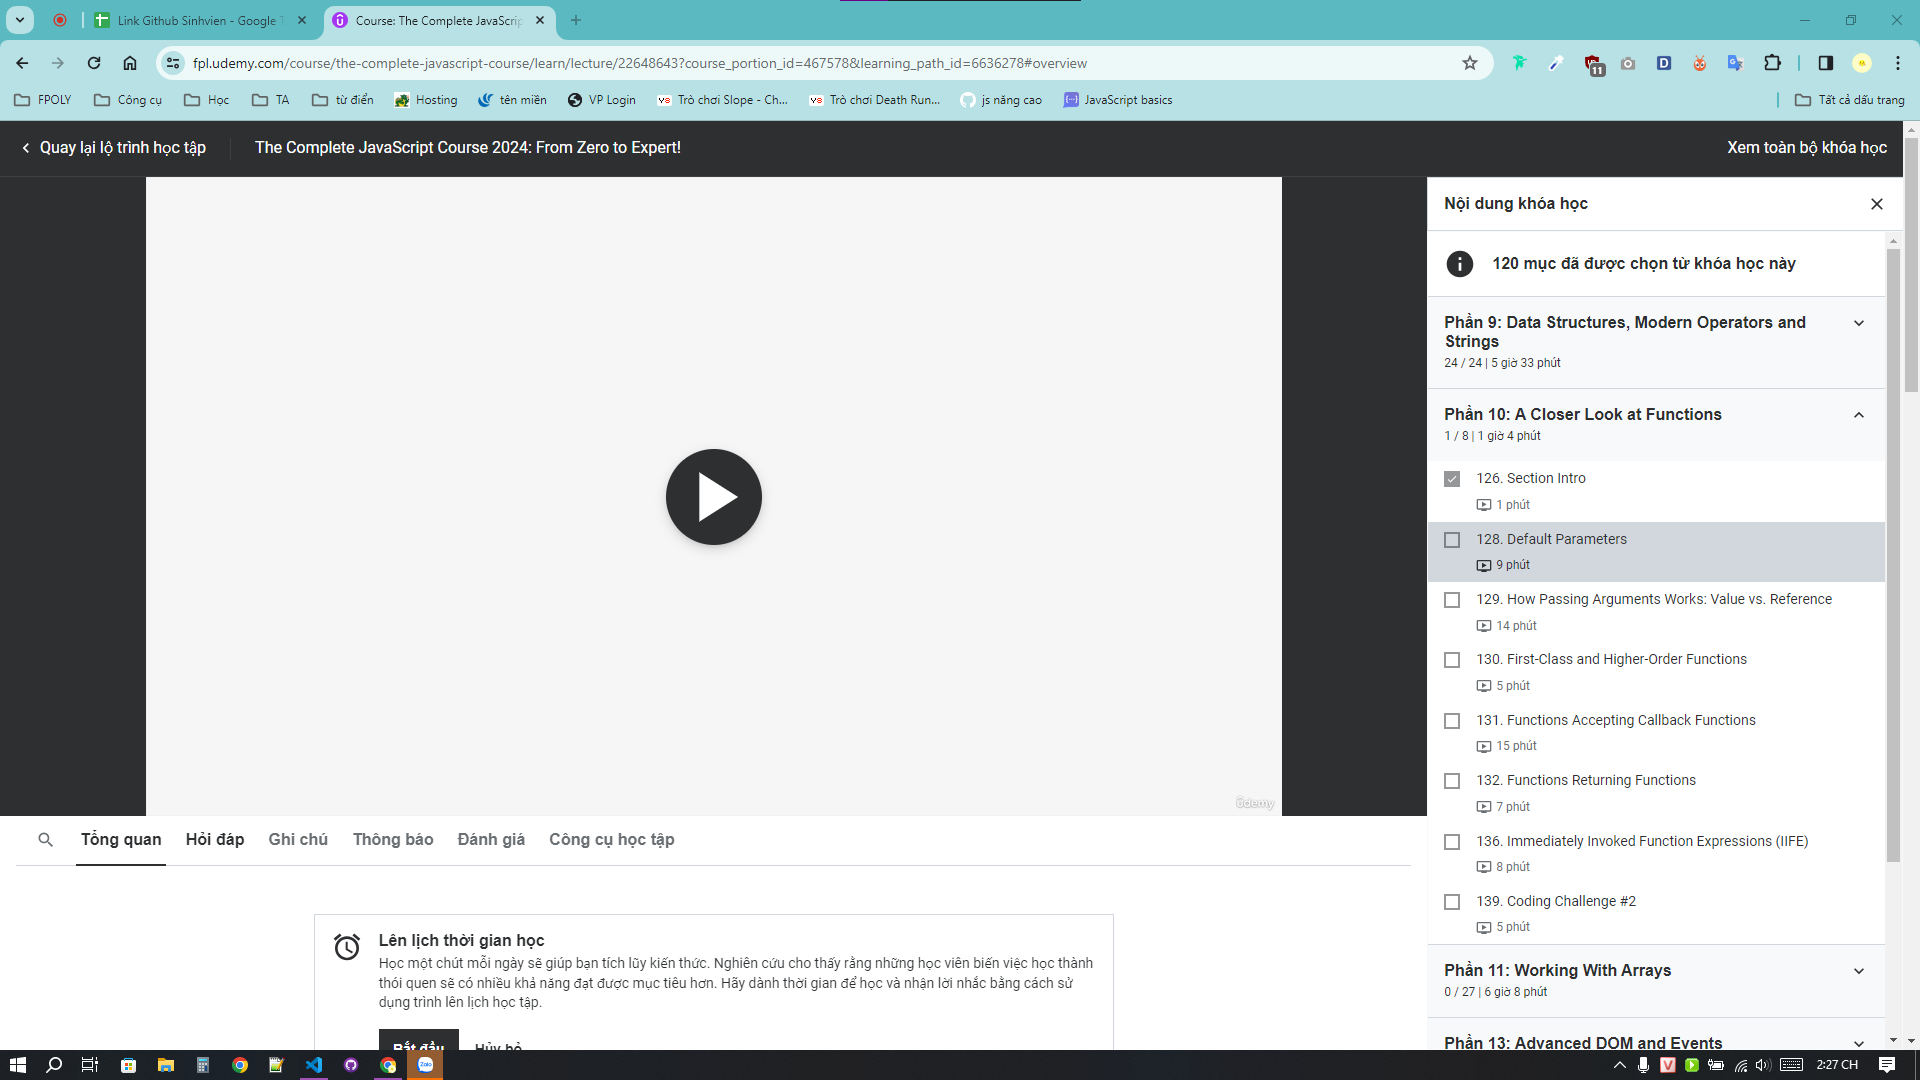 Link Github Sinhvien - Google T
Course: The Complete JavaScrip
fpl.udemy.com/course/the-complete-javascript-course/learn/lecture/22648643?course_portion_id=4675788&learning_path_id=6636278#overview
11
FPOLY
Công cụ
Học
TA
từ điển
Hosting
tên miền
VP Login
Trò chơi Slope - Ch...
Trò chơi Death Run...
js nâng cao
JavaScript basics
Tất cả dấu trang
Quay lại lộ trình học tập
The Complete JavaScript Course 2024: From Zero to Expert!
Xem toàn bộ khóa học
udemy
Nội dung khóa học
120 mục đã được chọn từ khóa học này
Phần 9: Data Structures, Modern Operators and
Strings
24 / 24 | 5 giờ 33 phút
Phần 10: A Closer Look at Functions
1 / 8 | 1 giờ 4 phút
126. Section Intro
1 phút
128. Default Parameters
9 phút
129. How Passing Arguments Works: Value vs. Reference
14 phút
130. First-Class and Higher-Order Functions
5 phút
131. Functions Accepting Callback Functions
15 phút
132. Functions Returning Functions
7 phút
136. Immediately Invoked Function Expressions (IIFE)
8 phút
139. Coding Challenge #2
5 phút
Phần 11: Working With Arrays
0 / 27 | 6 giờ 8 phút
Phần 13: Advanced DOM and Events
Tổng quan
Hỏi đáp
Ghi chú
Thông báo
Đánh giá
Công cụ học tập
Lên lịch thời gian học
Học một chút mỗi ngày sẽ giúp bạn tích lũy kiến thức. Nghiên cứu cho thấy rằng những học viên biến việc học thành
thói quen sẽ có nhiều khả năng đạt được mục tiêu hơn. Hãy dành thời gian để học và nhận lời nhắc bằng cách sử
dụng trình lên lịch học tập.
Bắt đầu
Hủy bỏ
Zalo
2:27 CH